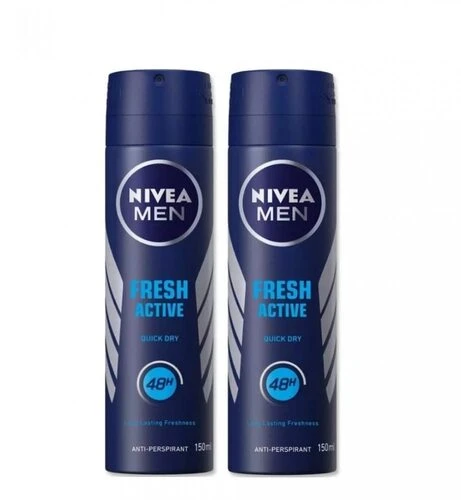 NIVEA
MEN
FRESH
ACTIVE
QUICK DRY
48H
Long Lasting Freshness
ANTI-PERSPIRANT 150ml
NIVEA
MEN
FRESH
ACTIVE
QUICK DRY
48H
Long Lasting Freshness
ANTI-PERSPIRANT 150ml